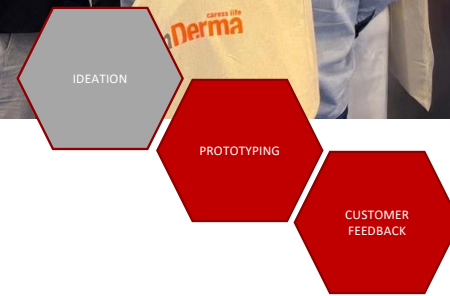 caress life
Derma
IDEATION
PROTOTYPING
CUSTOMER
FEEDBACK